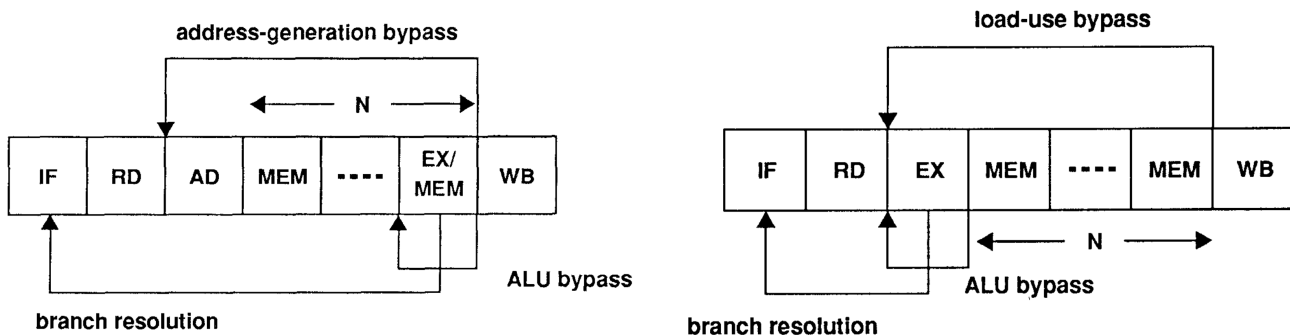 address-generation bypass
N
IF RD AD MEM ---- EX/ MEM WB
ALU bypass
branch resolution
load-use bypass
IF RD EX MEM ---- MEM WB
N
ALU bypass
branch resolution